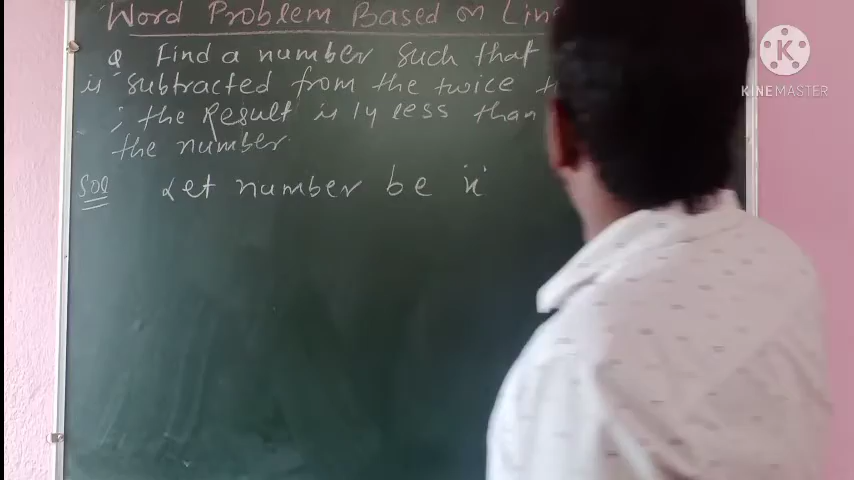 Word Problem Based on Lin
Q Find a number such that
is subtracted from the twice
; the Result is 14 less than
the number
Sol Let number be 'x'
K
KINEMASTER